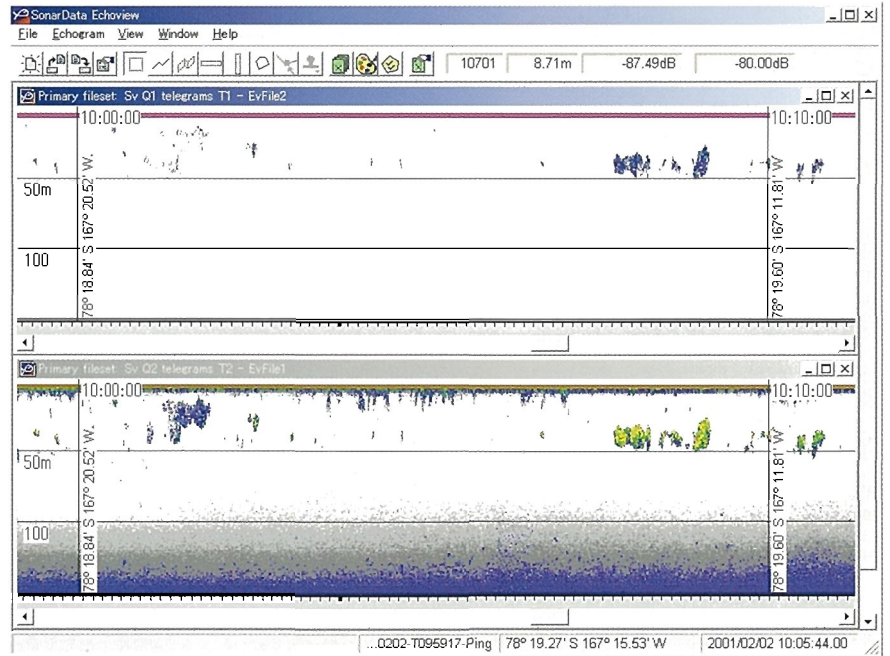 SonarData Echoview
File Echogram View Window Help
10701 8.71m -87.49dB -80.00dB
Primary fileset: Sv Q1 telegrams T1 - EvFile2
10:00:00 10:10:00
50m
100
78° 18.84' S 167° 20.52' W.
78° 19.60' S 167° 11.81' W
Primary fileset: Sv Q2 telegrams T2 - EvFile1
10:00:00 10:10:00
50m
100
78° 18.84' S 167° 20.52' W.
78° 19.60' S 167° 11.81' W
...0202-T095917-Ping 78° 19.27' S 167° 15.53' W 2001/02/02 10:05:44.00